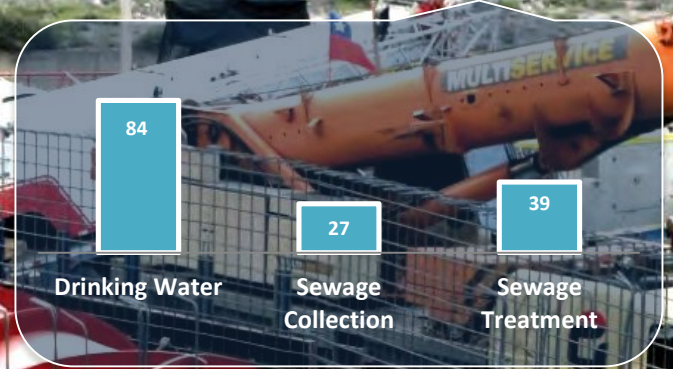 MULTISERVICE
84
27
39
Drinking Water
Sewage
Collection
Sewage
Treatment